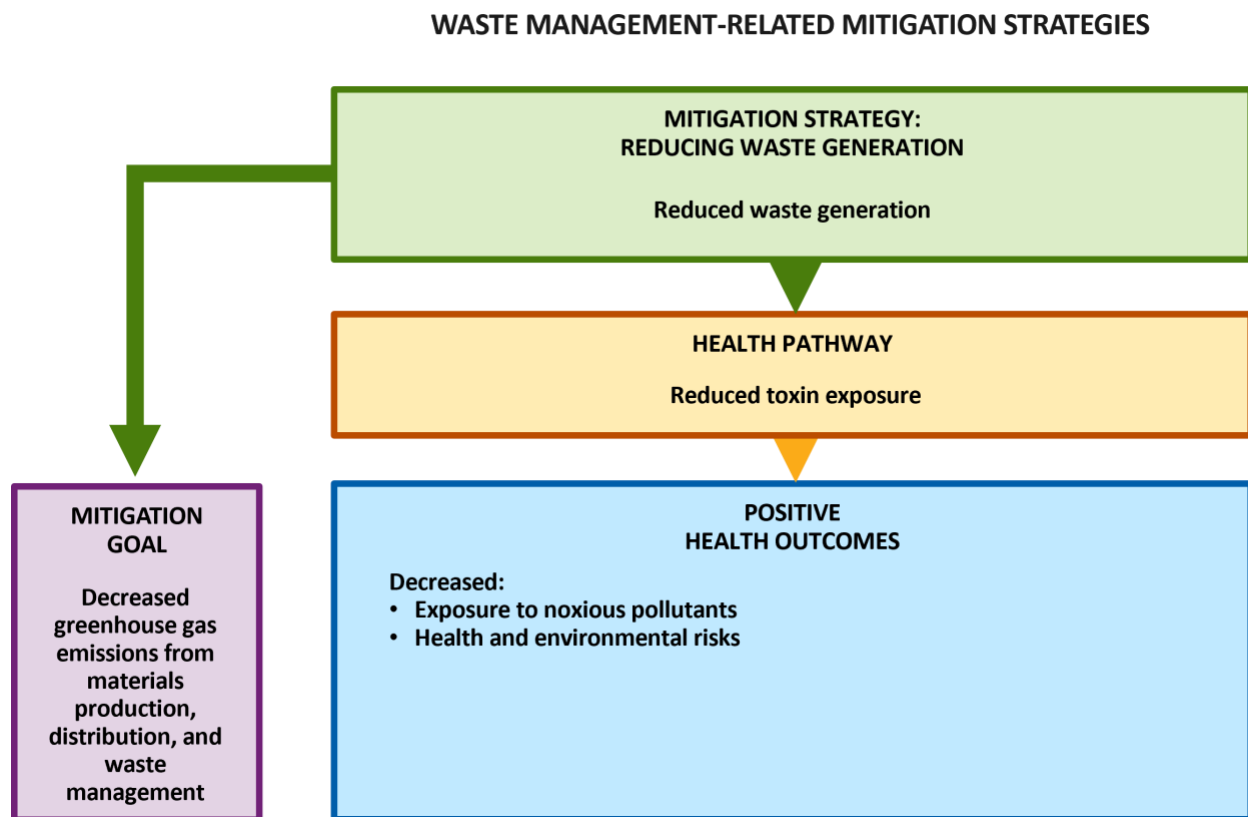 WASTE MANAGEMENT-RELATED MITIGATION STRATEGIES
MITIGATION STRATEGY:
REDUCING WASTE GENERATION
Reduced waste generation
HEALTH PATHWAY
Reduced toxin exposure
MITIGATION
GOAL
Decreased
greenhouse gas
emissions from
materials
production,
distribution, and
waste
management
POSITIVE
HEALTH OUTCOMES
Decreased:
• Exposure to noxious pollutants
• Health and environmental risks